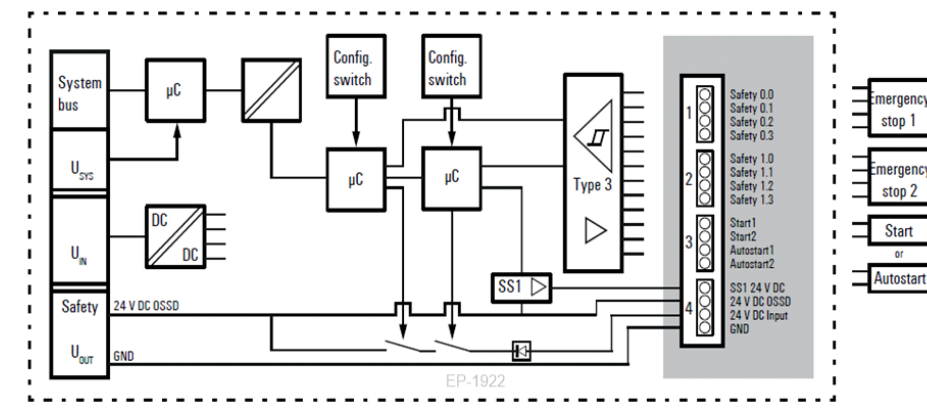 System
bus
U SYS
U IN
Safety
U OUT
µC
DC
DC
24 V DC OSSD
GND
Config.
switch
Config.
switch
µC
µC
Type 3
SS1
EP-1922
1
Safety 0.0
Safety 0.1
Safety 0.2
Safety 0.3
2
Safety 1.0
Safety 1.1
Safety 1.2
Safety 1.3
3
Start1
Start2
Autostart1
Autostart2
4
SS1 24 V DC
24 V DC OSSD
24 V DC Input
GND
Emergency
stop 1
Emergency
stop 2
Start
or
Autostart